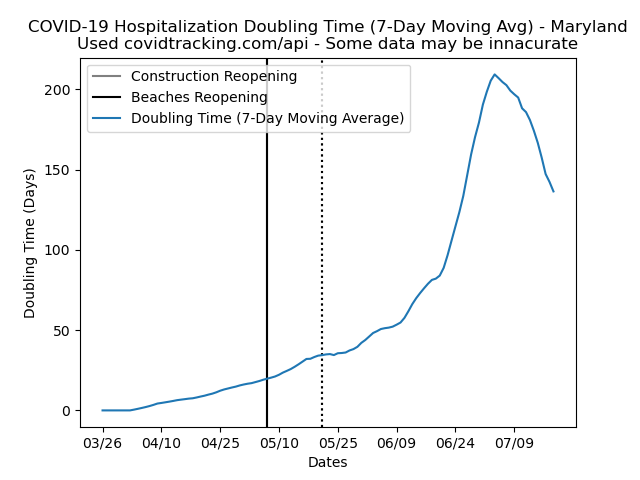 COVID-19 Hospitalization Doubling Time (7-Day Moving Avg) - Maryland
Used covidtracking.com/api - Some data may be innacurate
Construction Reopening
Beaches Reopening
Doubling Time (7-Day Moving Average)
Doubling Time (Days)
200
150
100
50
0
03/26 04/10 04/25 05/10 05/25 06/09 06/24 07/09
Dates